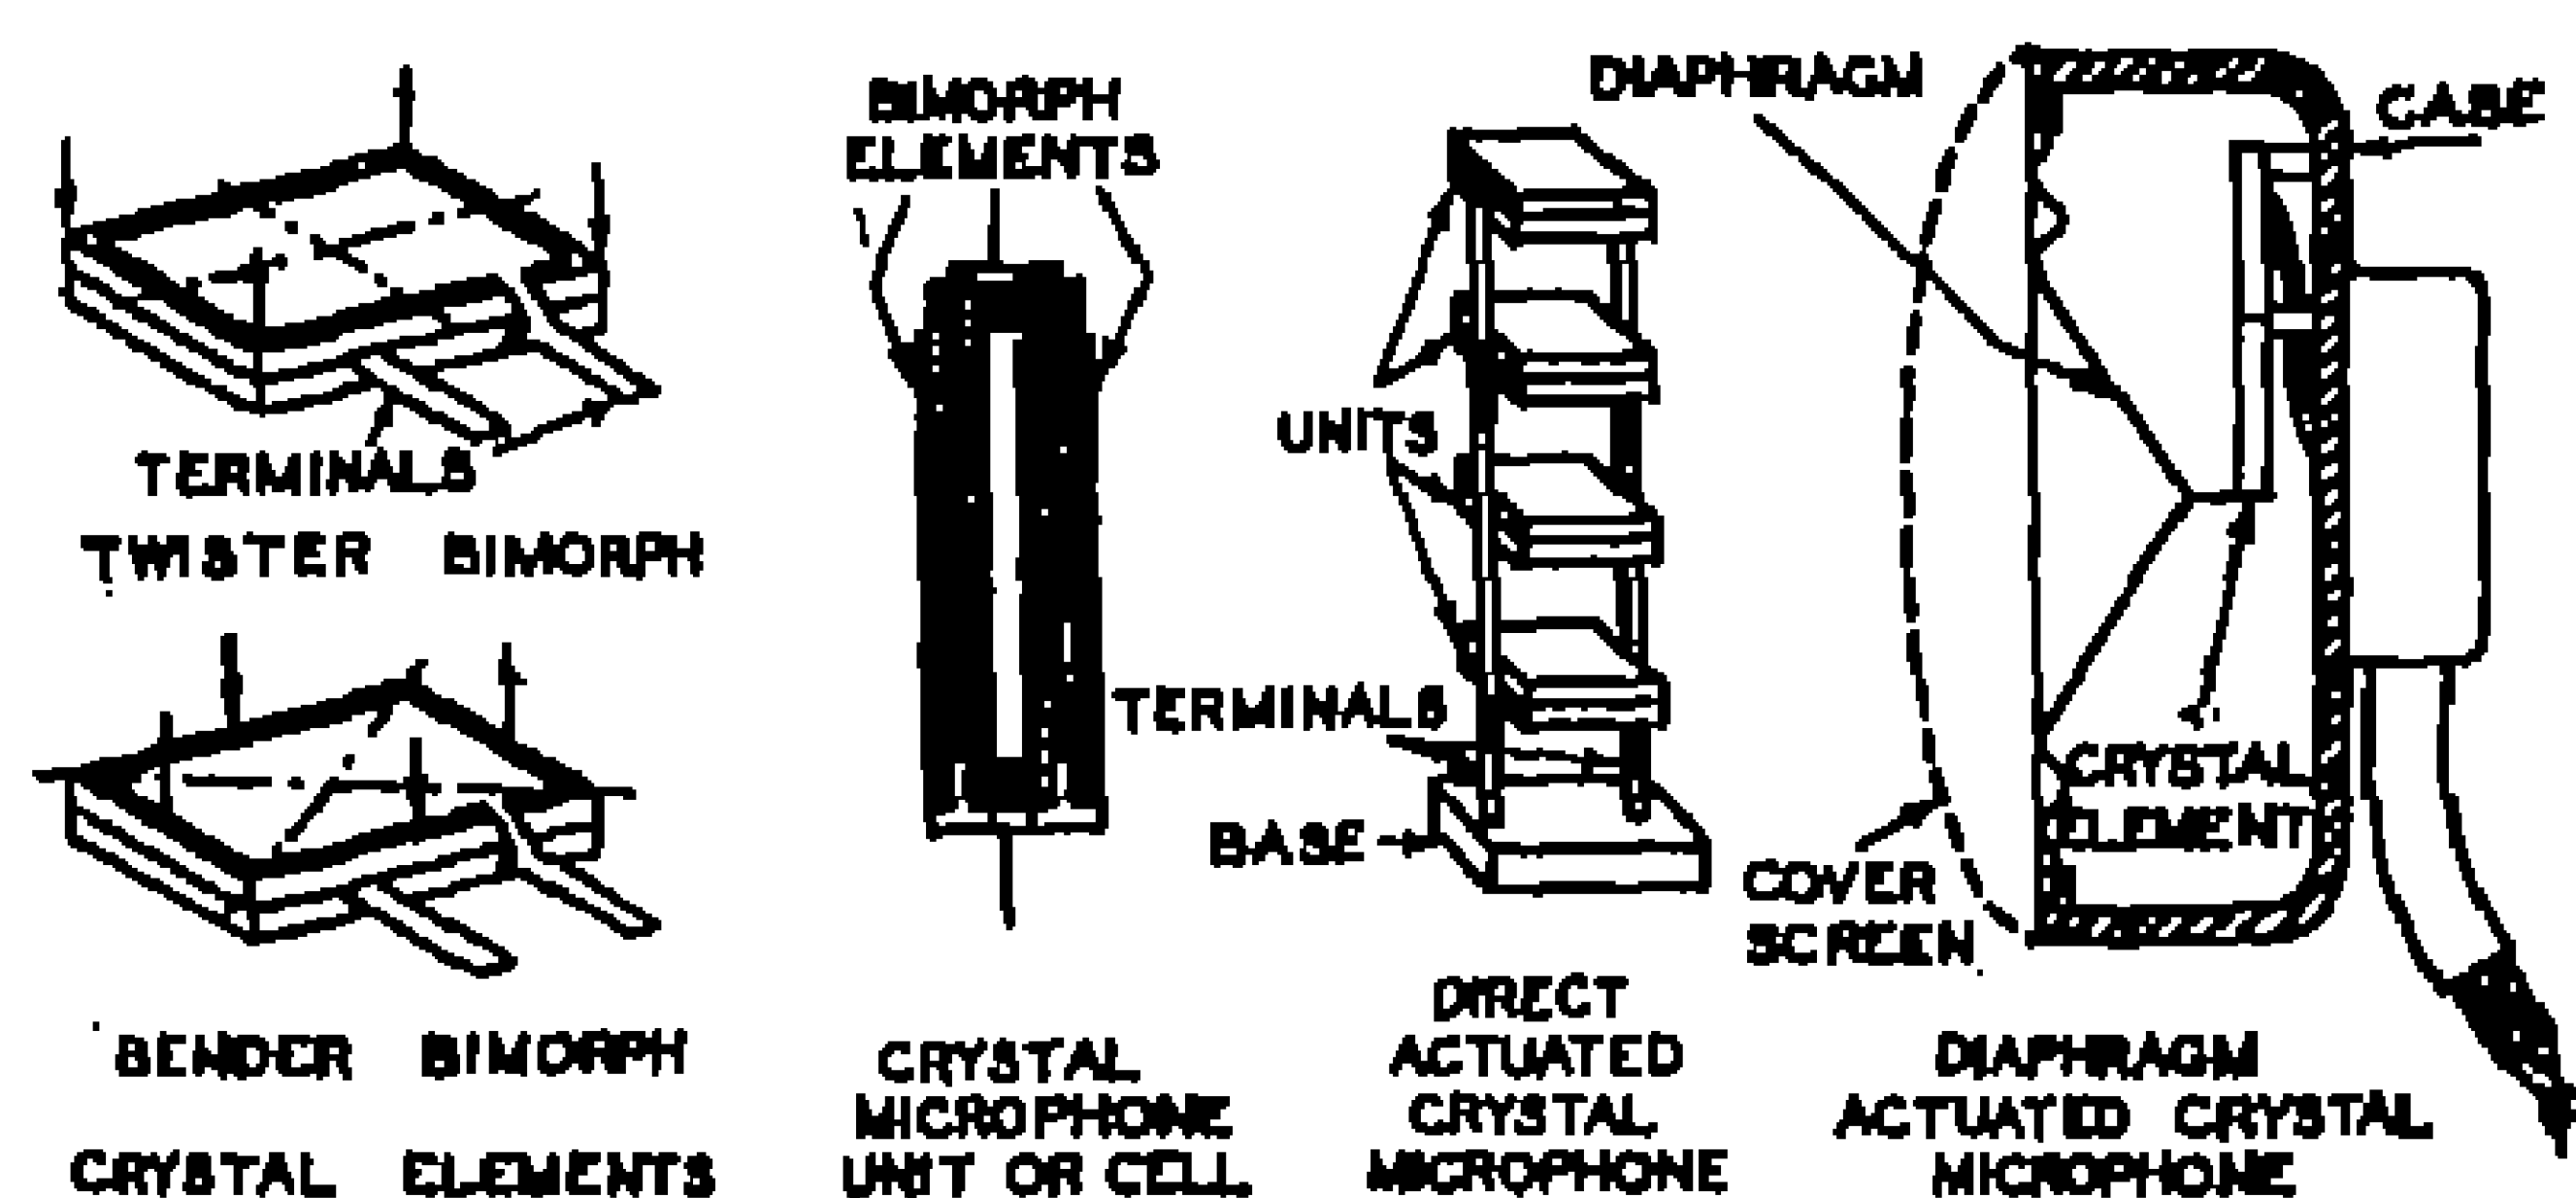 TERMINALS
TWISTER BIMORPH
BENDER BIMORPH
CRYSTAL ELEMENTS
BIMORPH
ELEMENTS
CRYSTAL
MICROPHONE
UNIT OR CELL
UNITS
TERMINALS
BASE
DIRECT
ACTUATED
CRYSTAL
MICROPHONE
DIAPHRAGM
CASE
CRYSTAL
ELEMENT
COVER
SCREEN
DIAPHRAGM
ACTUATED CRYSTAL
MICROPHONE